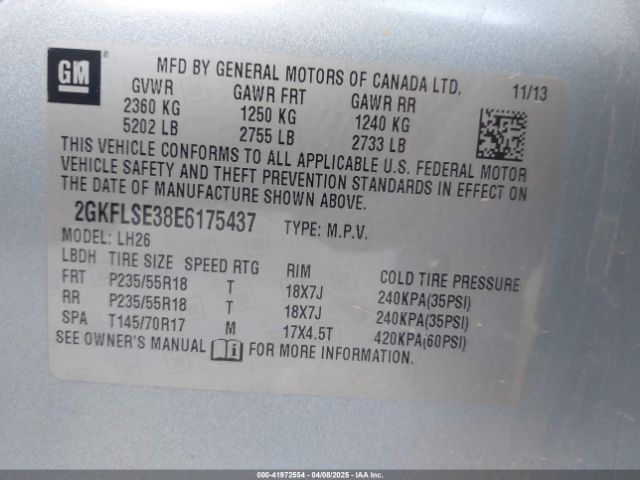 GM
MFD BY GENERAL MOTORS OF CANADA LTD. 11/13
GVWR GAWR FRT GAWR RR
2360 KG 1250 KG 1240 KG
5202 LB 2755 LB 2733 LB
THIS VEHICLE CONFORMS TO ALL APPLICABLE U.S. FEDERAL MOTOR
VEHICLE SAFETY AND THEFT PREVENTION STANDARDS IN EFFECT ON
THE DATE OF MANUFACTURE SHOWN ABOVE.
2GKFLSE38E6175437 TYPE: M.P.V.
MODEL: LH26
LBDH TIRE SIZE SPEED RTG RIM COLD TIRE PRESSURE
FRT P235/55R18 T 18X7J 240KPA(35PSI)
RR P235/55R18 T 18X7J 240KPA(35PSI)
SPA T145/70R17 M 17X4.5T 420KPA(60PSI)
SEE OWNER'S MANUAL FOR MORE INFORMATION.
000-41972554 - 04/08/2025 - IAAI.CA